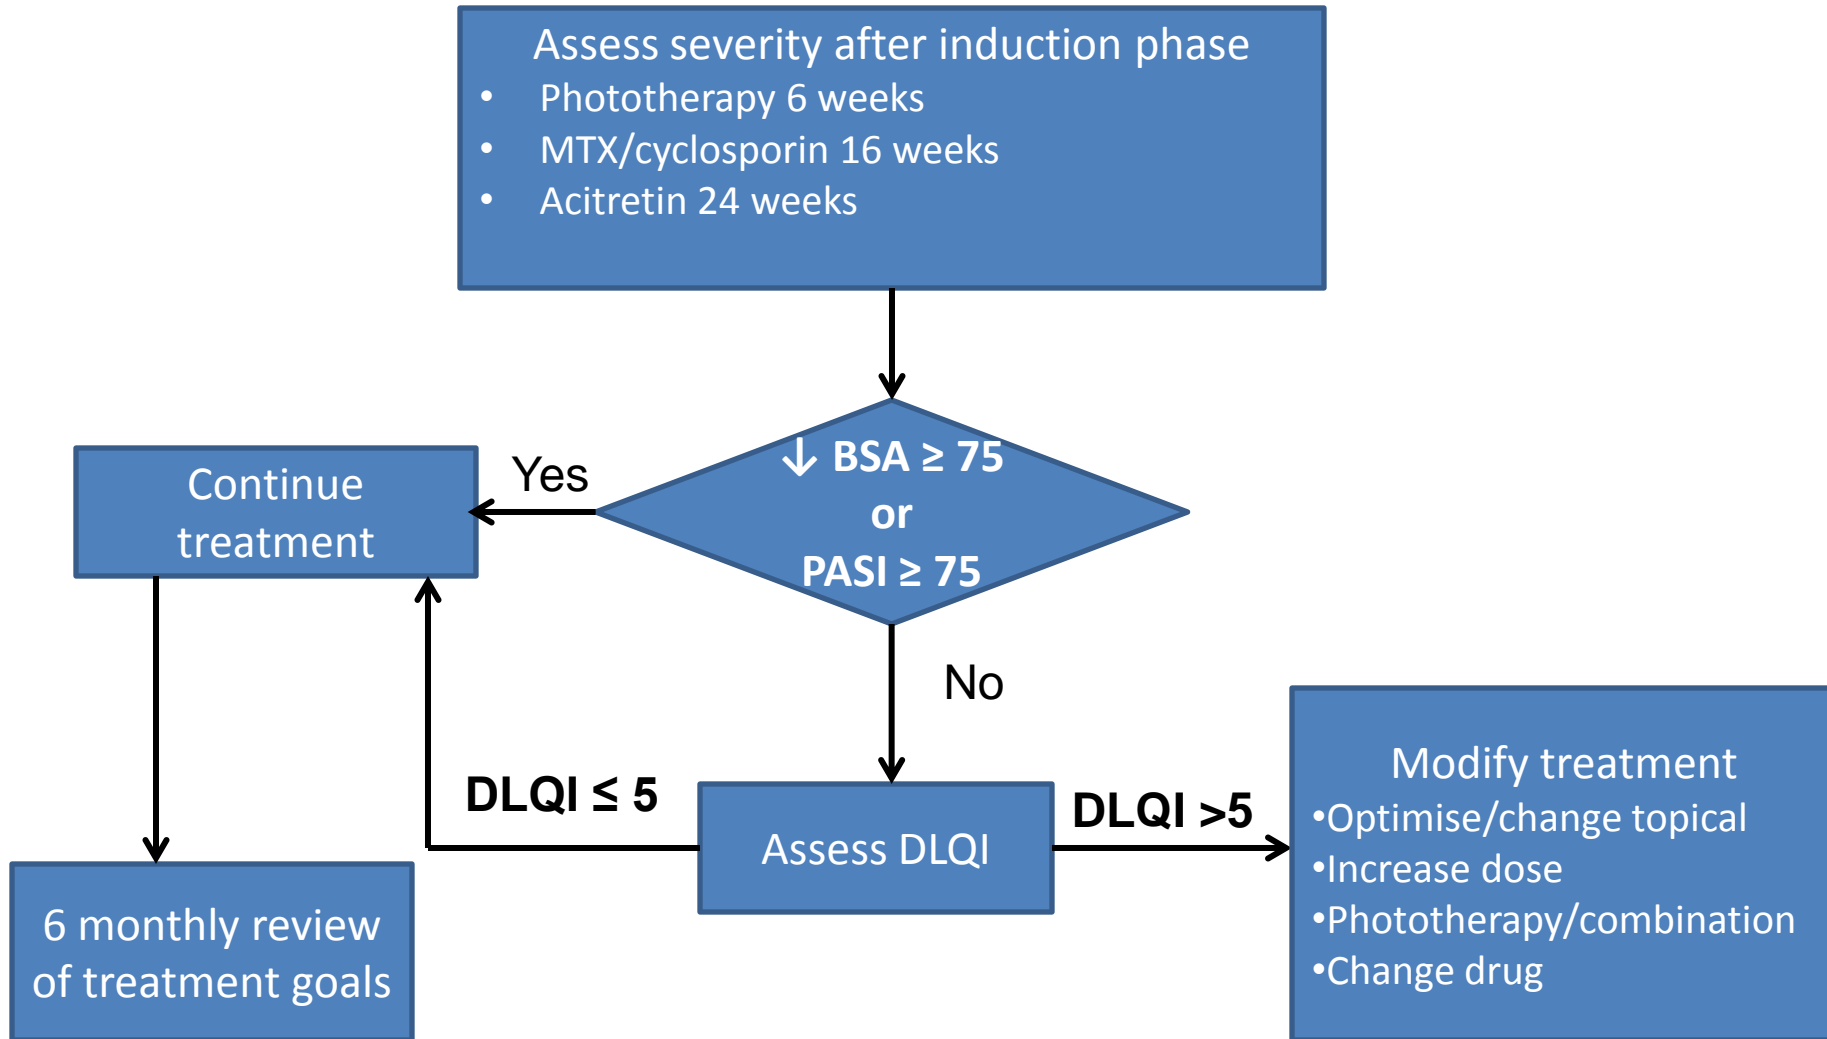 Assess severity after induction phase
• Phototherapy 6 weeks
• MTX/cyclosporin 16 weeks
• Acitretin 24 weeks
↓ BSA ≥ 75
or
PASI ≥ 75
Yes
Continue
treatment
No
DLQI ≤ 5
Assess DLQI
DLQI >5
Modify treatment
•Optimise/change topical
•Increase dose
•Phototherapy/combination
•Change drug
6 monthly review
of treatment goals